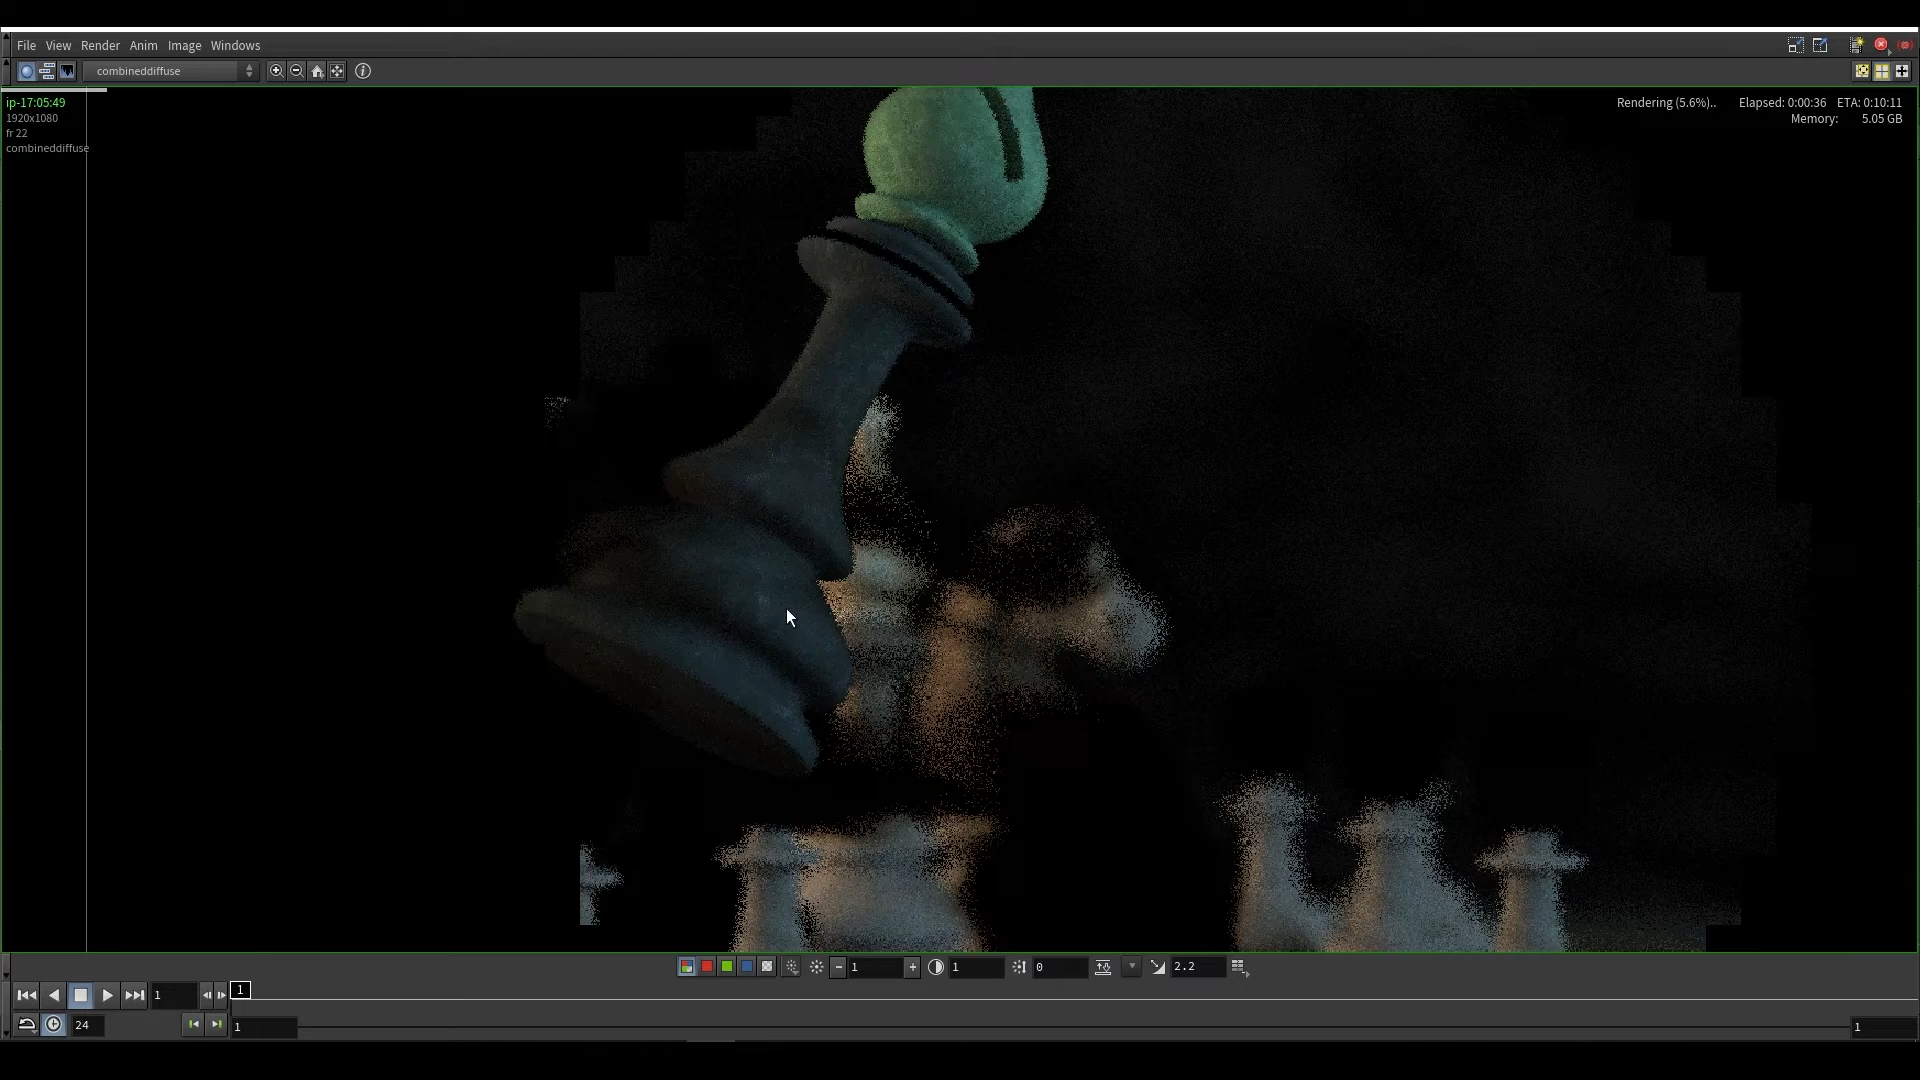 File View Render Anim Image Windows
combineddiffuse
ip-17:05:49
1920x1080
fr 22
combineddiffuse
Rendering (5.6%).. Elapsed: 0:00:36 ETA: 0:10:11
Memory: 5.05 GB
1 1 0 2.2
1 1
24 1 1